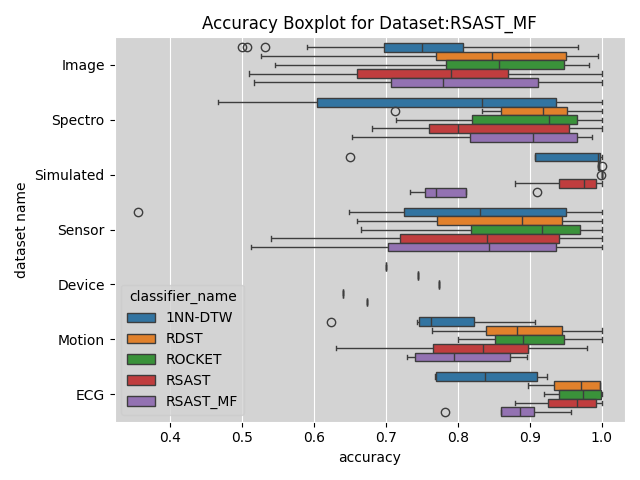 Accuracy Boxplot for Dataset:RSAST_MF
dataset name
Image
Spectro
Simulated
Sensor
Device
Motion
ECG
classifier_name
1NN-DTW
RDST
ROCKET
RSAST
RSAST_MF
0.4 0.5 0.6 0.7 0.8 0.9 1.0
accuracy